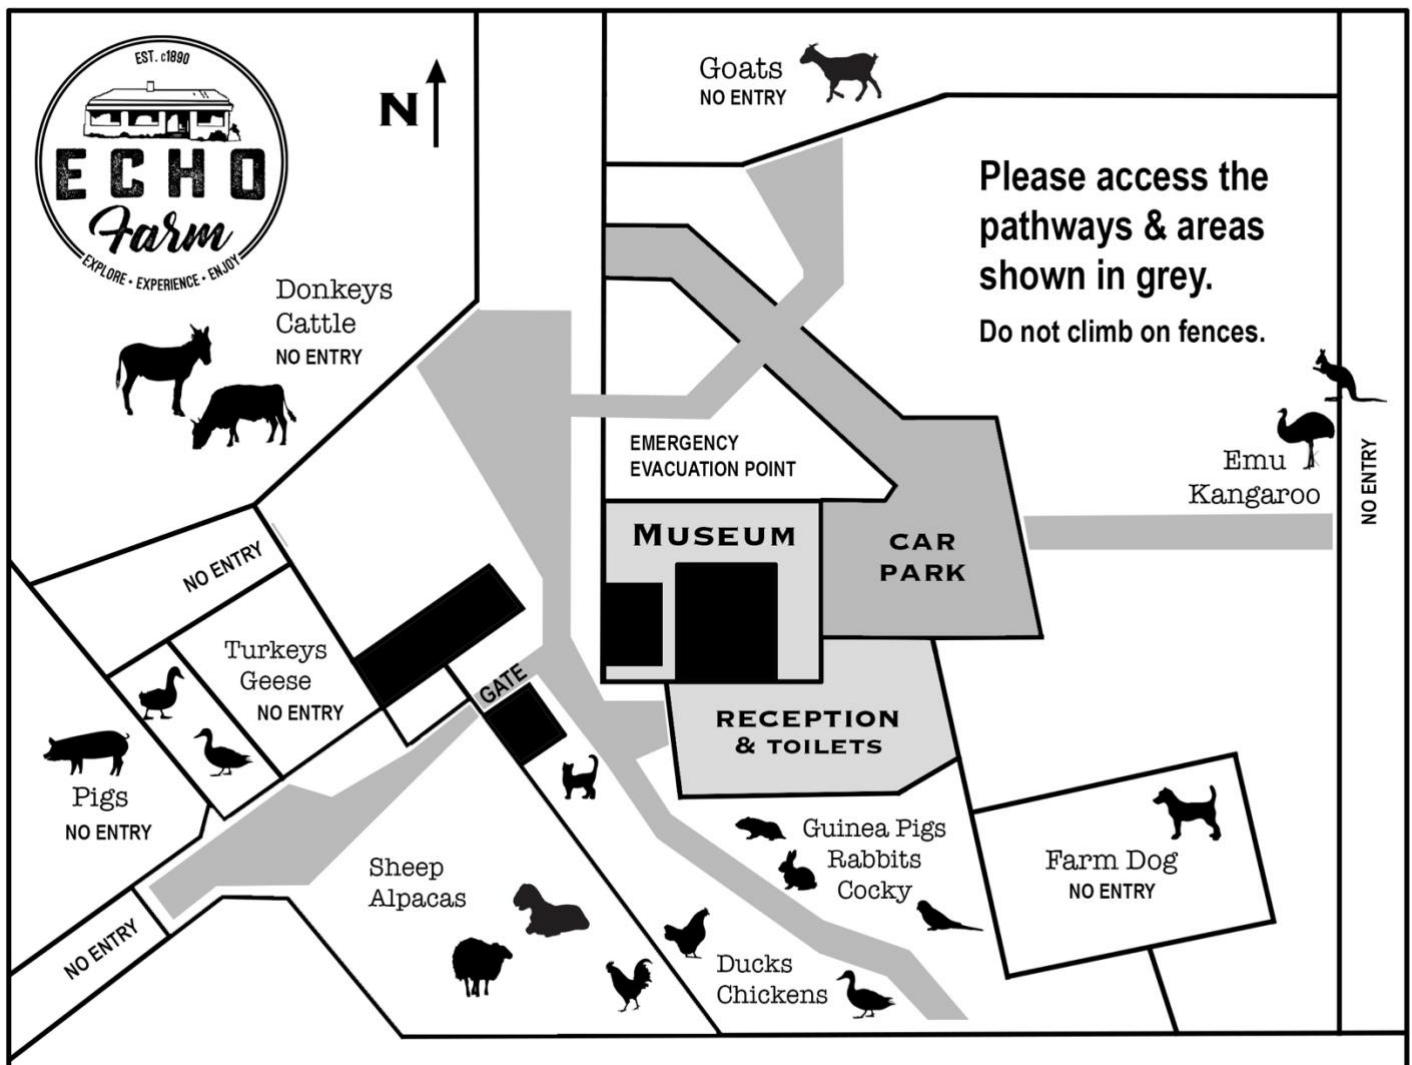 EST. c1890
ECHO
Farm
EXPLORE • EXPERIENCE • ENJOY
N
Goats
NO ENTRY
Please access the
pathways & areas
shown in grey.
Do not climb on fences.
Donkeys
Cattle
NO ENTRY
EMERGENCY
EVACUATION POINT
Emu
Kangaroo
NO ENTRY
MUSEUM
CAR
PARK
NO ENTRY
Turkeys
Geese
NO ENTRY
GATE
RECEPTION
& TOILETS
Pigs
NO ENTRY
Sheep
Alpacas
Guinea Pigs
Rabbits
Cocky
Farm Dog
NO ENTRY
NO ENTRY
Ducks
Chickens